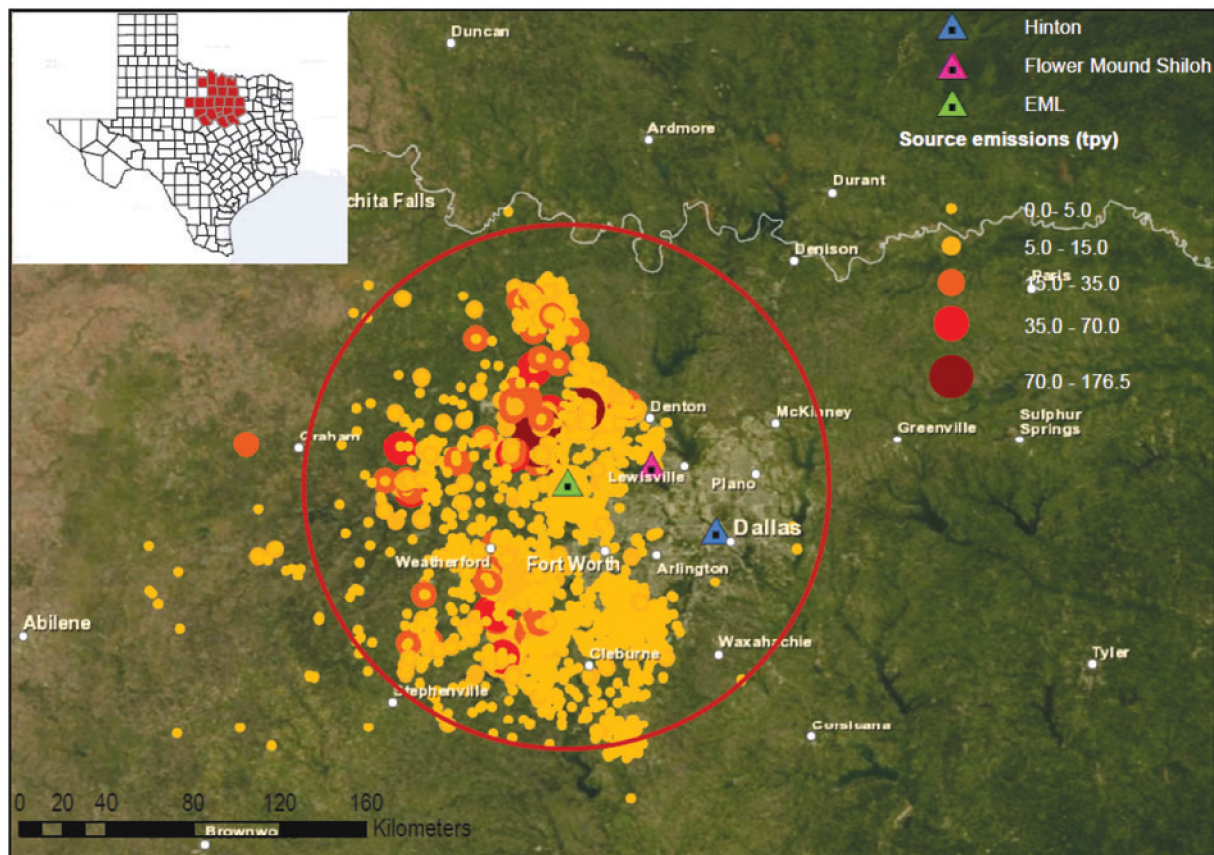 Duncan
Hinton
Flower Mound Shiloh
EML
Ardmore
Source emissions (tpy)
Durant
chita Falls
0.0- 5.0
Denison
5.0 - 15.0
Paris
15.0 - 35.0
35.0 - 70.0
70.0 - 176.5
Denton
McKinney
Greenville
Sulphur
Springs
Graham
Lewisville
Plano
Dallas
Weatherford
Fort Worth
Arlington
Abilene
Waxahachie
Cleburne
Tyler
Stephenville
Corsicana
0 20 40 80 120 160
Kilometers
Brownwo